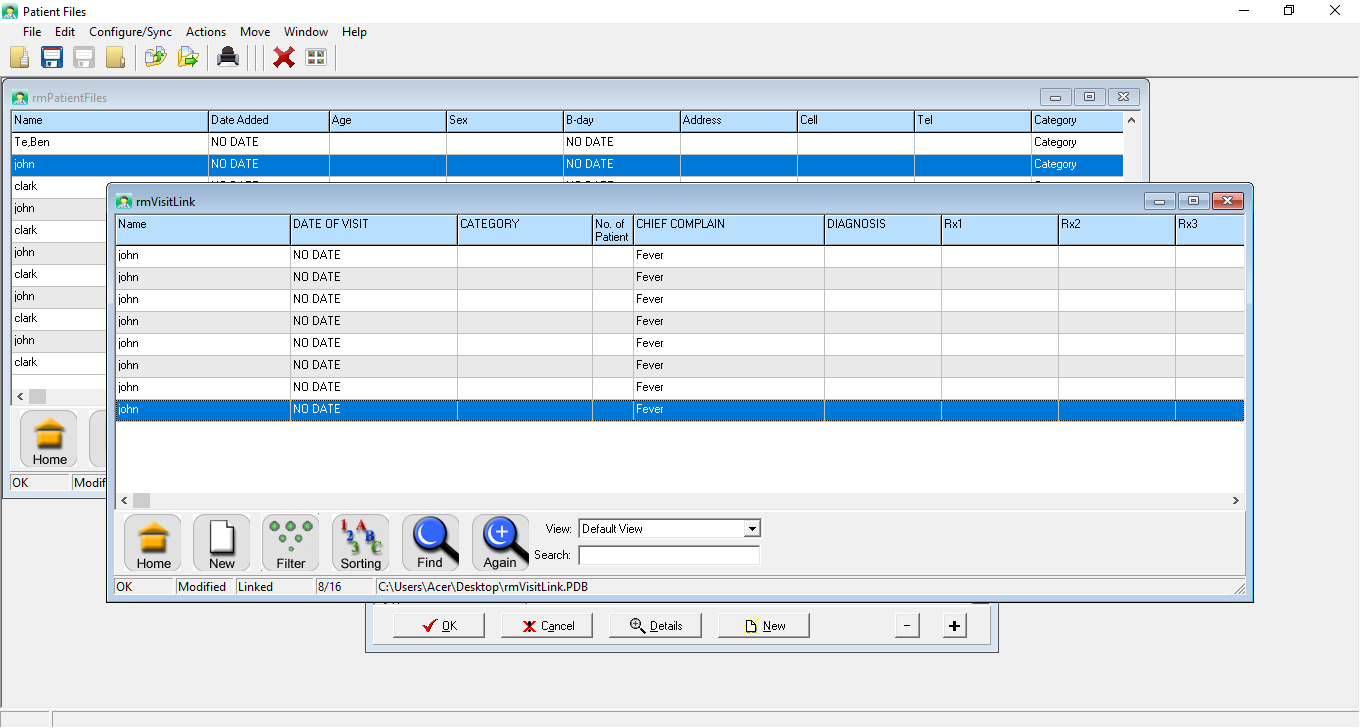 Patient Files
File Edit Configure/Sync Actions Move Window Help
rmPatientFiles
Name Date Added Age Sex B-day Address Cell Tel Category
Te,Ben NO DATE NO DATE Category
john NO DATE NO DATE Category
clark
john
clark
john
clark
john
clark
john
clark
Home
OK Modif
rmVisitLink
Name DATE OF VISIT CATEGORY No. of Patient CHIEF COMPLAIN DIAGNOSIS Rx1 Rx2 Rx3
john NO DATE Fever
john NO DATE Fever
john NO DATE Fever
john NO DATE Fever
john NO DATE Fever
john NO DATE Fever
john NO DATE Fever
john NO DATE Fever
Home New Filter Sorting Find Again
View: Default View
Search:
OK Modified Linked 8/16 C:\Users\Acer\Desktop\rmVisitLink.PDB
OK Cancel Details New - +